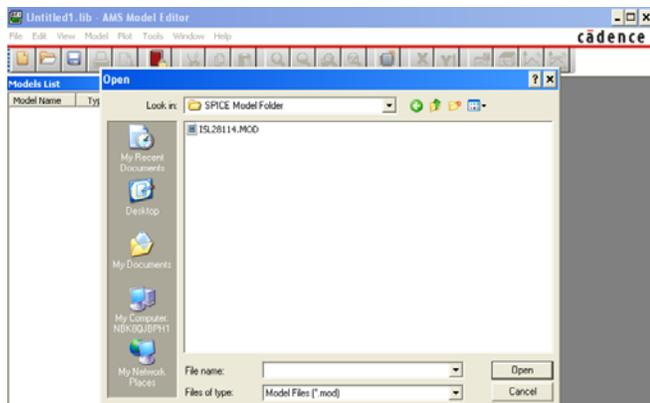 Untitled1.lib - AMS Model Editor
File Edit View Model Plot Tools Window Help
cādence
Models List
Model Name
Open
Look in:
SPICE Model Folder
ISL28114.MOD
My Recent
Documents
Desktop
My Documents
My Computer
NBK8QJBPH1
My Network
Places
File name:
Open
Files of type:
Model Files (*.mod)
Cancel